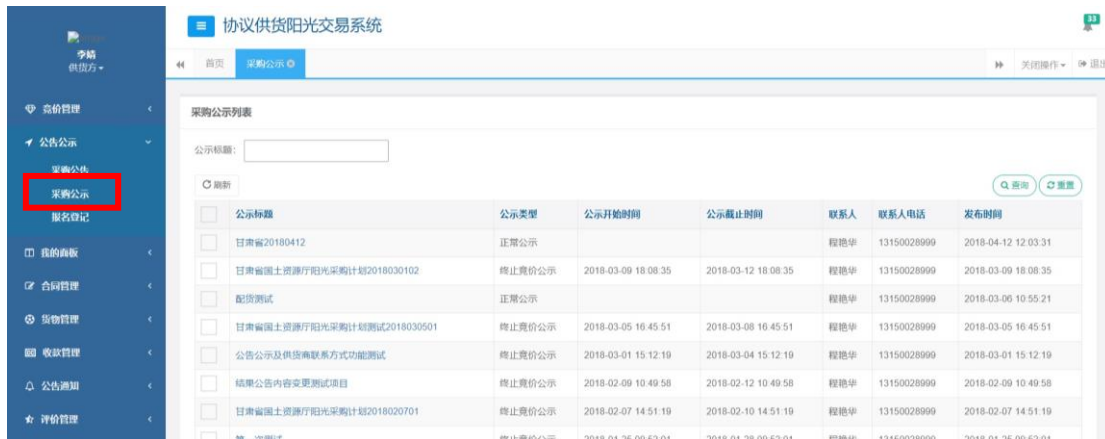 协议供货阳光交易系统
33
李婧
供货方
首页 采购公示
关闭操作 退出
竞价管理
公告公示
采购公告
采购公示
报名登记
我的面板
合同管理
货物管理
收款管理
公告通知
评价管理
采购公示列表
公示标题:
刷新 查询 重置
公示标题 公示类型 公示开始时间 公示截止时间 联系人 联系人电话 发布时间
甘肃省20180412 正常公示 程艳华 13150028999 2018-04-12 12:03:31
甘肃省国土资源厅阳光采购计划2018030102 终止竞价公示 2018-03-09 18:08:35 2018-03-12 18:08:35 程艳华 13150028999 2018-03-09 18:08:35
配货测试 正常公示 程艳华 13150028999 2018-03-06 10:55:21
甘肃省国土资源厅阳光采购计划测试2018030501 终止竞价公示 2018-03-05 16:45:51 2018-03-08 16:45:51 程艳华 13150028999 2018-03-05 16:45:51
公告公示及供货商联系方式功能测试 终止竞价公示 2018-03-01 15:12:19 2018-03-04 15:12:19 程艳华 13150028999 2018-03-01 15:12:19
结果公告内容变更测试项目 终止竞价公示 2018-02-09 10:49:58 2018-02-12 10:49:58 程艳华 13150028999 2018-02-09 10:49:58
甘肃省国土资源厅阳光采购计划2018020701 终止竞价公示 2018-02-07 14:51:19 2018-02-10 14:51:19 程艳华 13150028999 2018-02-07 14:51:19